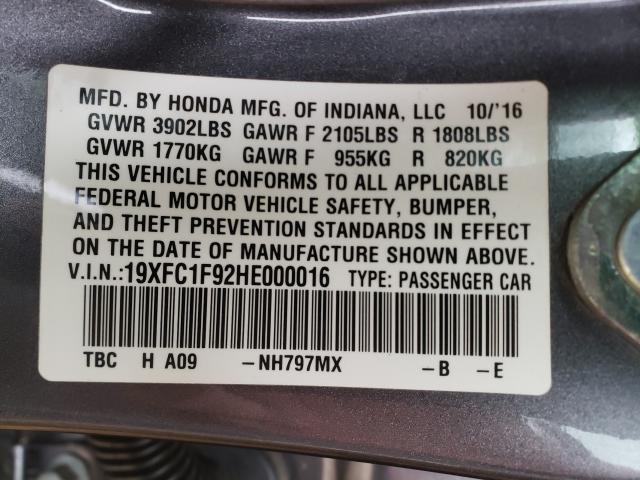 MFD. BY HONDA MFG. OF INDIANA, LLC 10/'16
GVWR 3902LBS GAWR F 2105LBS R 1808LBS
GVWR 1770KG GAWR F 955KG R 820KG
THIS VEHICLE CONFORMS TO ALL APPLICABLE
FEDERAL MOTOR VEHICLE SAFETY, BUMPER,
AND THEFT PREVENTION STANDARDS IN EFFECT
ON THE DATE OF MANUFACTURE SHOWN ABOVE.
V.I.N.:19XFC1F92HE000016 TYPE: PASSENGER CAR
TBC H A09 -NH797MX -B -E